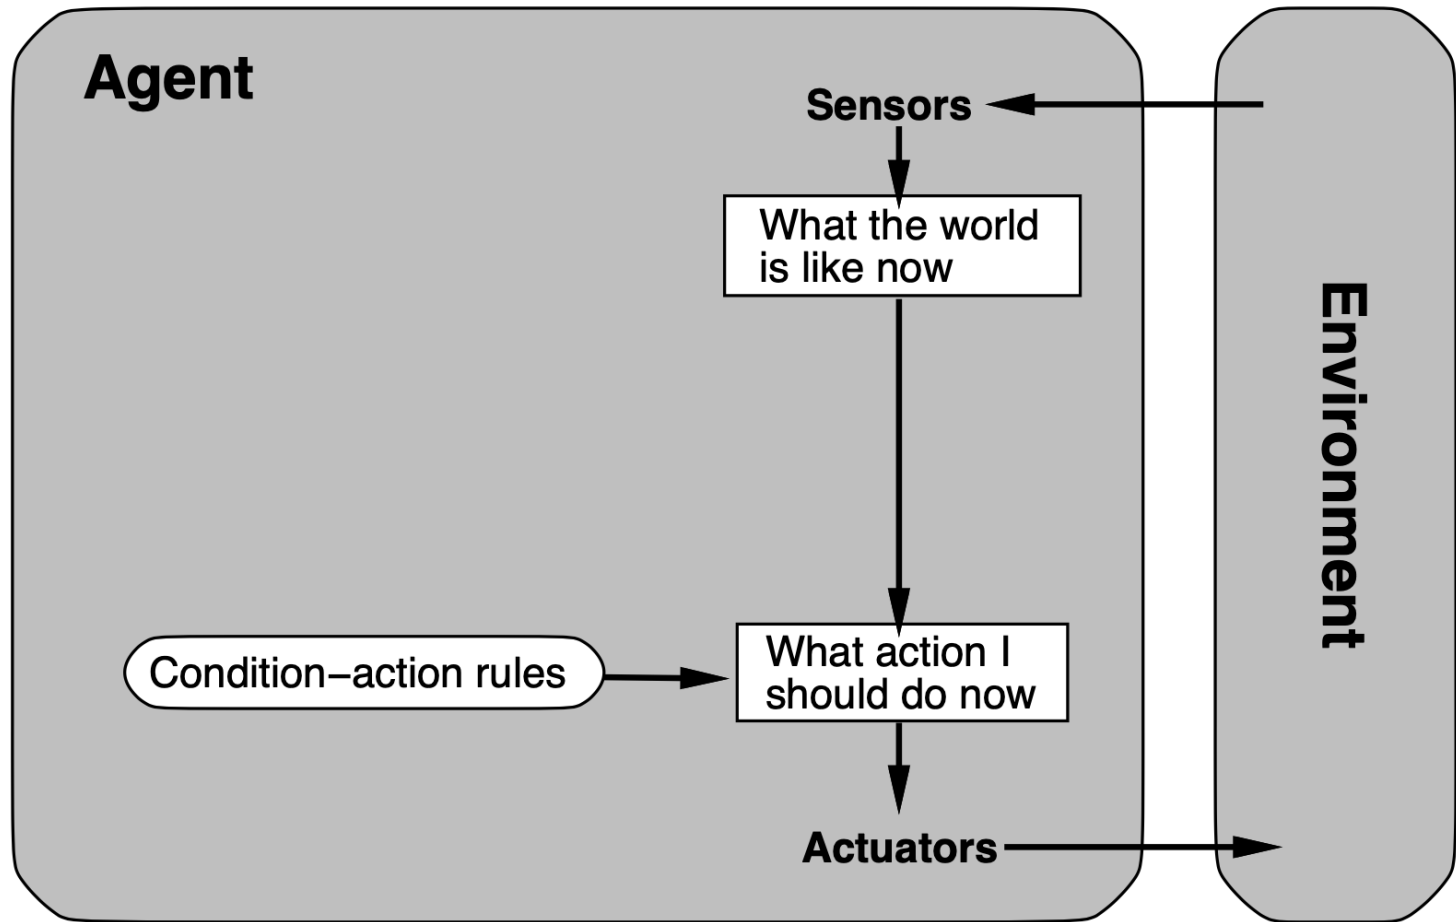 Agent
Sensors
What the world
is like now
Environment
Condition–action rules
What action I
should do now
Actuators